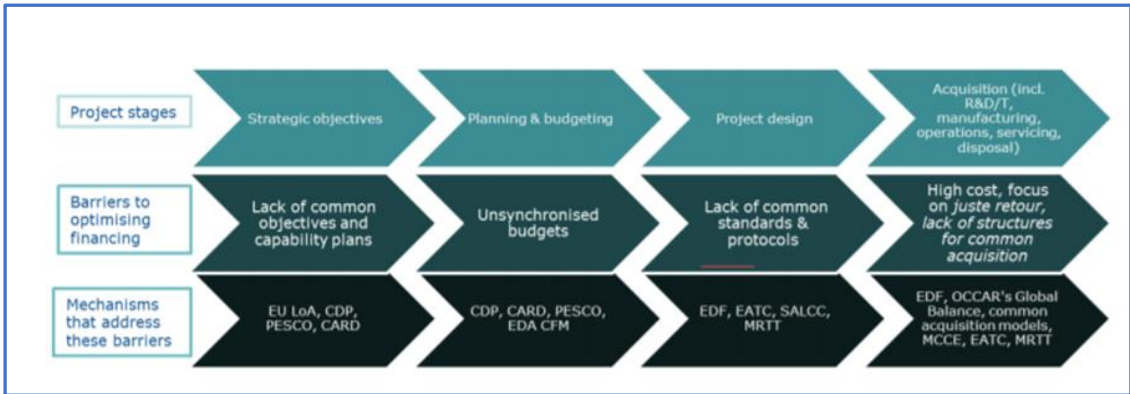 Project stages
Strategic objectives
Planning & budgeting
Project design
Acquisition (incl.
R&D/T,
manufacturing,
operations, servicing,
disposal)
Barriers to
optimising
financing
Lack of common
objectives and
capability plans
Unsynchronised
budgets
Lack of common
standards &
protocols
High cost, focus
on juste retour,
lack of structures
for common
acquisition
Mechanisms
that address
these barriers
EU LoA, CDP,
PESCO, CARD
CDP, CARD, PESCO,
EDA CFM
EDF, EATC, SALCC,
MRTT
EDF, OCCAR's Global
Balance, common
acquisition models,
MCCE, EATC, MRTT